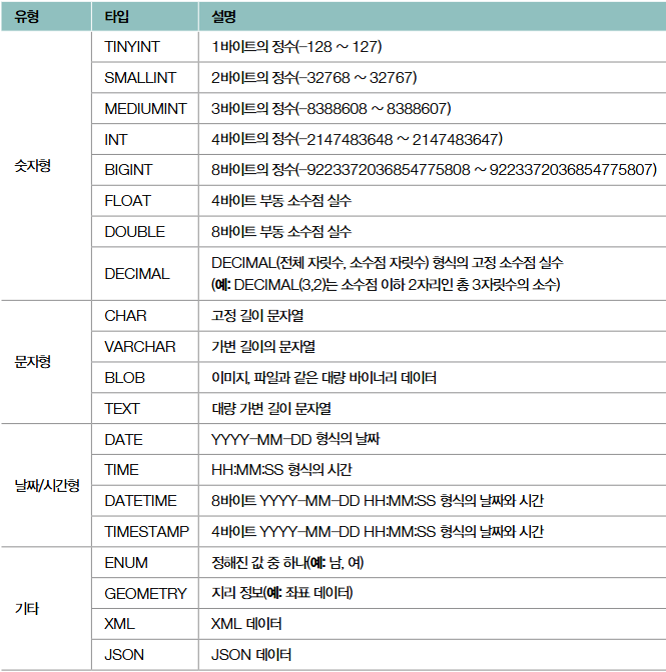 유형 타입 설명
숫자형
TINYINT 1바이트의 정수(-128 ~ 127)
SMALLINT 2바이트의 정수(-32768 ~ 32767)
MEDIUMINT 3바이트의 정수(-8388608 ~ 8388607)
INT 4바이트의 정수(-2147483648 ~ 2147483647)
BIGINT 8바이트의 정수(-9223372036854775808 ~ 9223372036854775807)
FLOAT 4바이트 부동 소수점 실수
DOUBLE 8바이트 부동 소수점 실수
DECIMAL DECIMAL(전체 자릿수, 소수점 자릿수) 형식의 고정 소수점 실수
(예: DECIMAL(3,2)는 소수점 이하 2자리인 총 3자릿수의 소수)
문자형
CHAR 고정 길이 문자열
VARCHAR 가변 길이의 문자열
BLOB 이미지, 파일과 같은 대량 바이너리 데이터
TEXT 대량 가변 길이 문자열
날짜/시간형
DATE YYYY-MM-DD 형식의 날짜
TIME HH:MM:SS 형식의 시간
DATETIME 8바이트 YYYY-MM-DD HH:MM:SS 형식의 날짜와 시간
TIMESTAMP 4바이트 YYYY-MM-DD HH:MM:SS 형식의 날짜와 시간
기타
ENUM 정해진 값 중 하나(예: 남, 여)
GEOMETRY 지리 정보(예: 좌표 데이터)
XML XML 데이터
JSON JSON 데이터